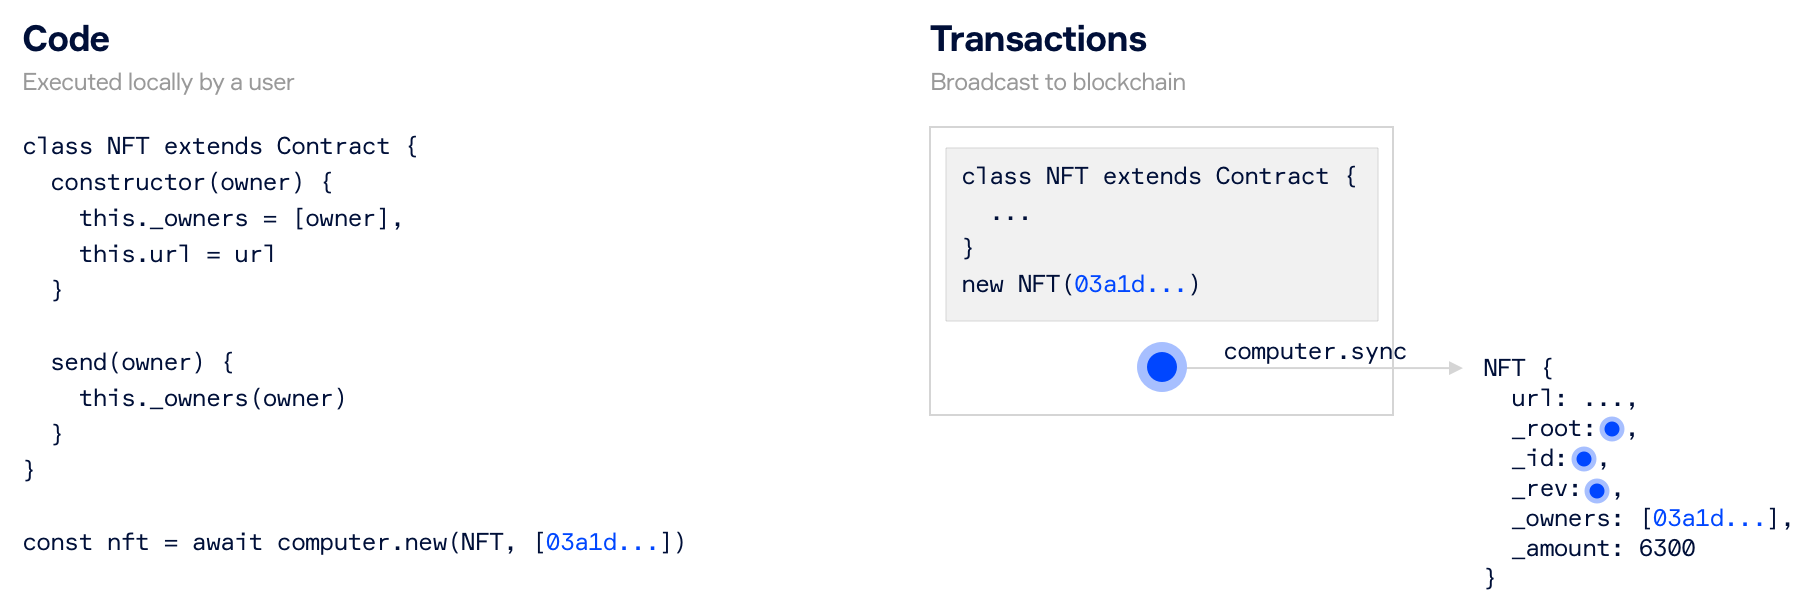 Code
Executed locally by a user
class NFT extends Contract {
  constructor(owner) {
    this._owners = [owner],
    this.url = url
  }
  send(owner) {
    this._owners(owner)
  }
}
const nft = await computer.new(NFT, [03a1d...])
Transactions
Broadcast to blockchain
class NFT extends Contract {
  ...
}
new NFT(03a1d...)
computer.sync
NFT {
  url: ...,
  _root: ,
  _id: ,
  _rev: ,
  _owners: [03a1d...],
  _amount: 6300
}